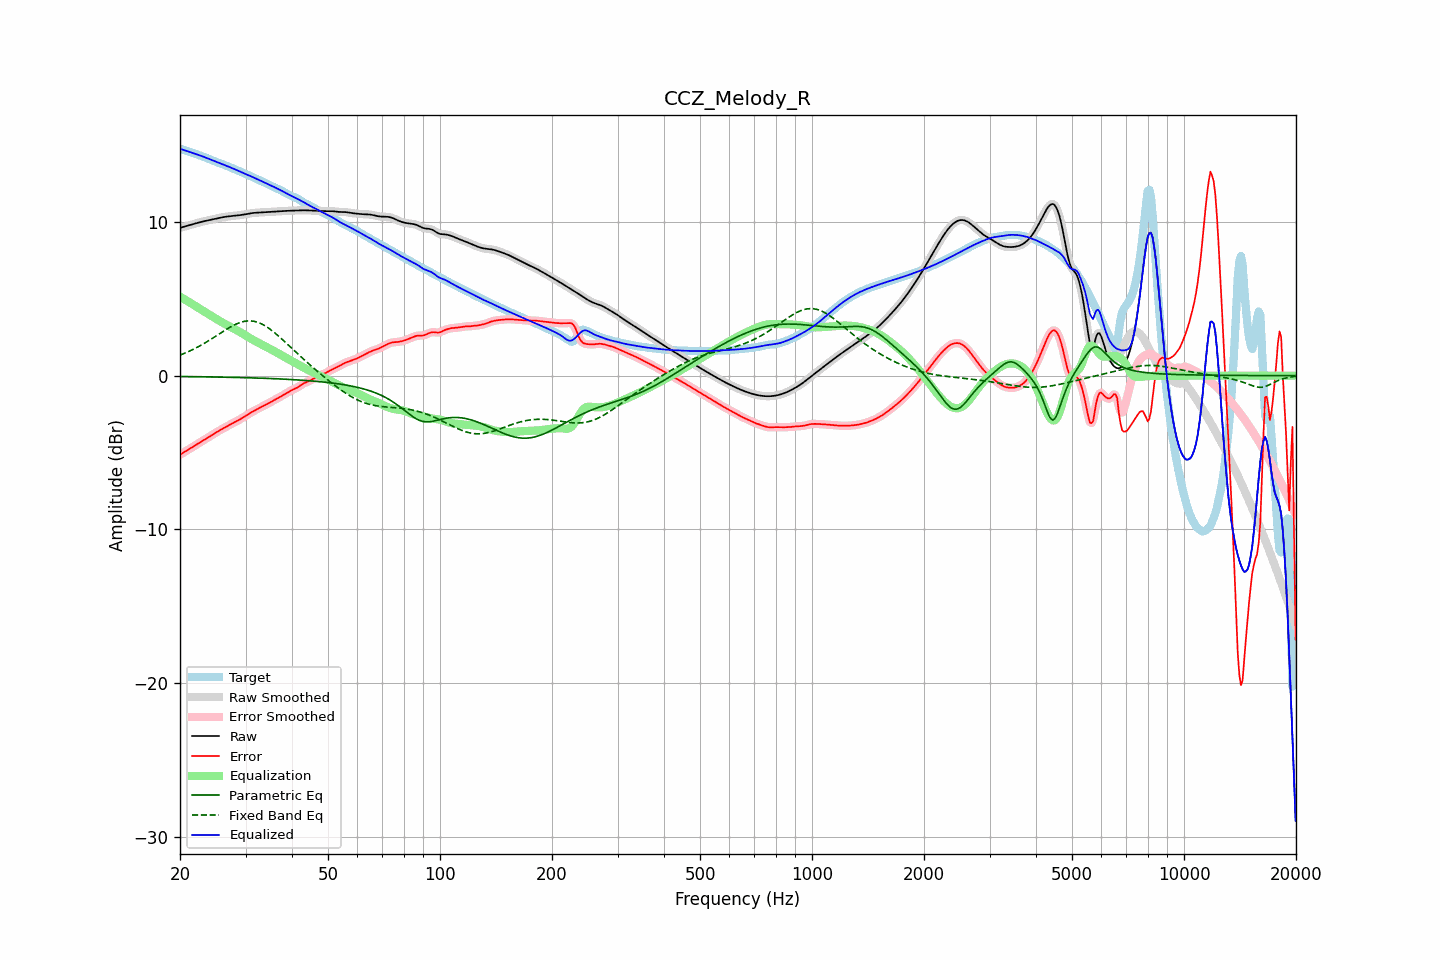 CCZ_Melody_R
Amplitude (dBr)
10
0
−10
−20
−30
Target
Raw Smoothed
Error Smoothed
Raw
Error
Equalization
Parametric Eq
Fixed Band Eq
Equalized
20 50 100 200 500 1000 2000 5000 10000 20000
Frequency (Hz)